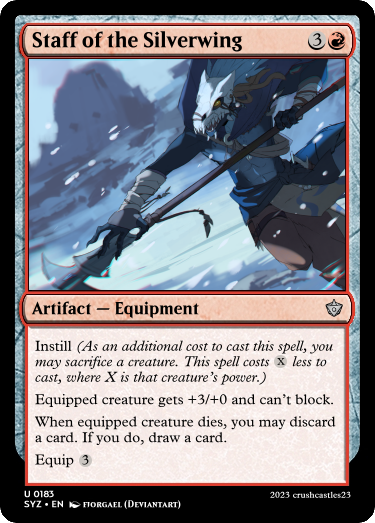 Staff of the Silverwing 3
Artifact — Equipment
Instill (As an additional cost to cast this spell, you
may sacrifice a creature. This spell costs X less to
cast, where X is that creature's power.)
Equipped creature gets +3/+0 and can't block.
When equipped creature dies, you may discard
a card. If you do, draw a card.
Equip 3
U 0183
SYZ • EN FIORGAEL (DEVIANTART)
2023 crushcastles23